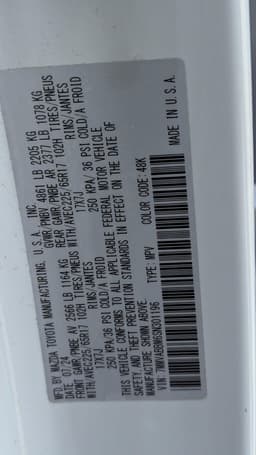 MFD. BY MAZDA TOYOTA MANUFACTURING, U.S.A., INC.
DATE 07/24 GVWR/PNBV 4861 LB 2205 KG
FRONT GAWR/PNBE AV 2566 LB 1164 KG REAR GAWR/PNBE AR 2377 LB 1078 KG
WITH/AVEC225/65R17 102H TIRES/PNEUS WITH/AVEC225/65R17 102H TIRES/PNEUS
17X7J RIMS/JANTES 17X7J RIMS/JANTES
250 KPA/36 PSI COLD/A FROID 250 KPA/ 36 PSI COLD/A FROID
THIS VEHICLE CONFORMS TO ALL APPLICABLE FEDERAL MOTOR VEHICLE
SAFETY AND THEFT PREVENTION STANDARDS IN EFFECT ON THE DATE OF
MANUFACTURE SHOWN ABOVE.
TYPE: MPV COLOR CODE: 48K
MADE IN U.S.A.